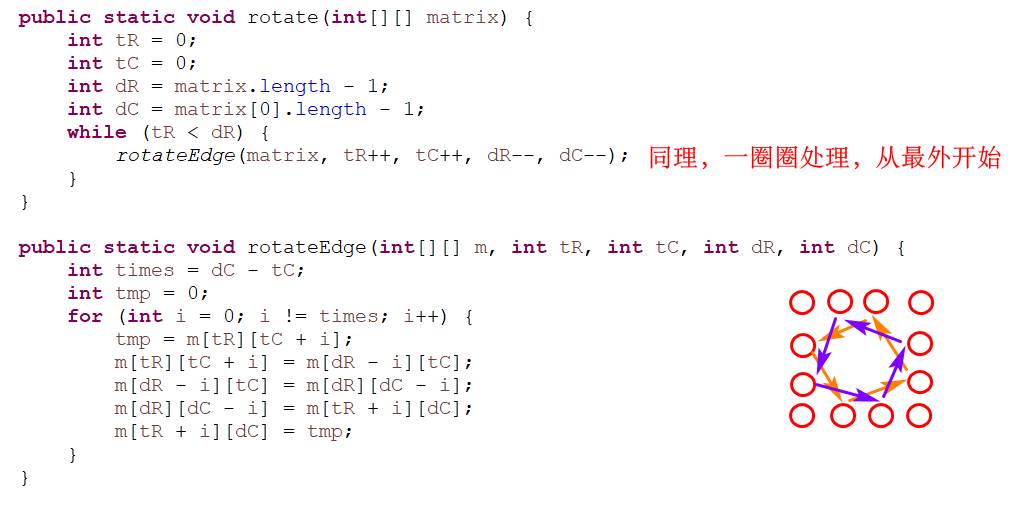 public static void rotate(int[][] matrix) {
    int tR = 0;
    int tC = 0;
    int dR = matrix.length - 1;
    int dC = matrix[0].length - 1;
    while (tR < dR) {
        rotateEdge(matrix, tR++, tC++, dR--, dC--); 同理，一圈圈处理，从最外开始
    }
}
public static void rotateEdge(int[][] m, int tR, int tC, int dR, int dC) {
    int times = dC - tC;
    int tmp = 0;
    for (int i = 0; i != times; i++) {
        tmp = m[tR][tC + i];
        m[tR][tC + i] = m[dR - i][tC];
        m[dR - i][tC] = m[dR][dC - i];
        m[dR][dC - i] = m[tR + i][dC];
        m[tR + i][dC] = tmp;
    }
}